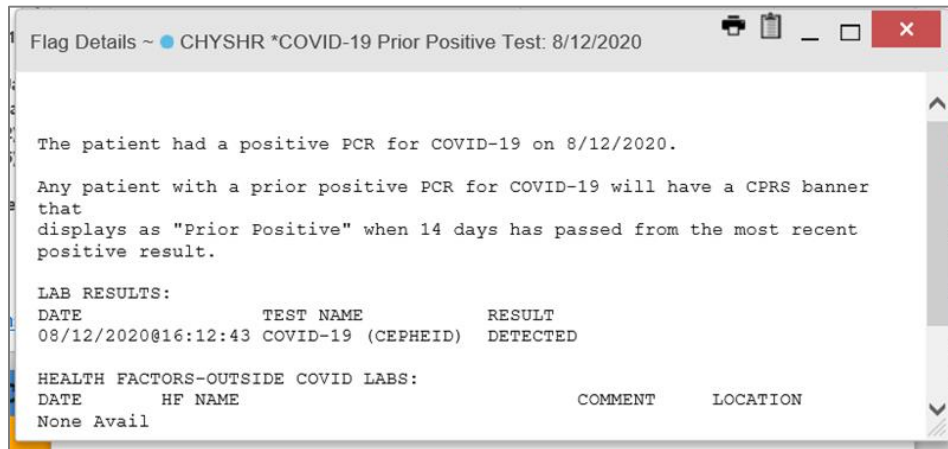 Flag Details ~ CHYSHR *COVID-19 Prior Positive Test: 8/12/2020
The patient had a positive PCR for COVID-19 on 8/12/2020.
Any patient with a prior positive PCR for COVID-19 will have a CPRS banner
that
displays as "Prior Positive" when 14 days has passed from the most recent
positive result.
LAB RESULTS:
DATE TEST NAME RESULT
08/12/2020@16:12:43 COVID-19 (CEPHEID) DETECTED
HEALTH FACTORS-OUTSIDE COVID LABS:
DATE HF NAME COMMENT LOCATION
None Avail